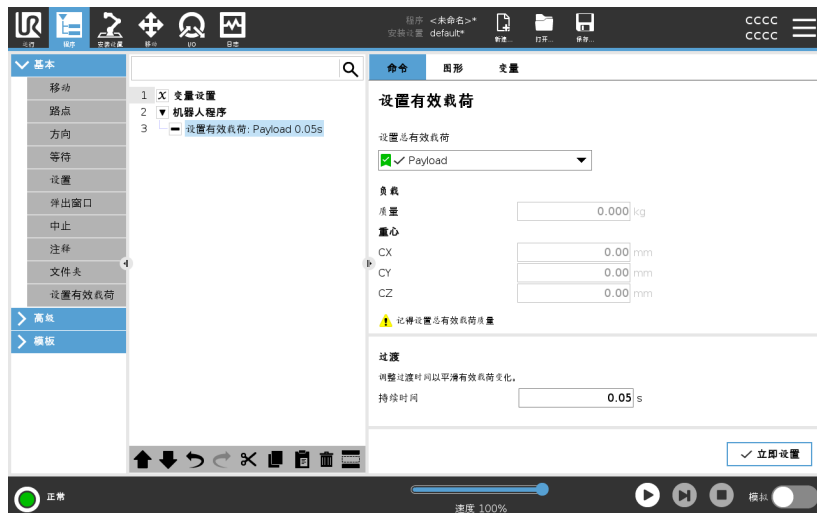 UR
运行
程序
安装设置
移动
I/O
日志
程序 <未命名>*
安装设置 default*
新建...
打开...
保存...
CCCC
CCCC
基本
移动
路点
方向
等待
设置
弹出窗口
中止
注释
文件夹
设置有效载荷
高级
模板
1 X 变量设置
2 ▼ 机器人程序
3 设置有效载荷: Payload 0.05s
命令 图形 变量
设置有效载荷
设置总有效载荷
Payload
负载
质量 0.000 kg
重心
CX 0.00 mm
CY 0.00 mm
CZ 0.00 mm
记得设置总有效载荷质量
过渡
调整过渡时间以平滑有效载荷变化。
持续时间 0.05 s
立即设置
正常
速度 100%
模拟